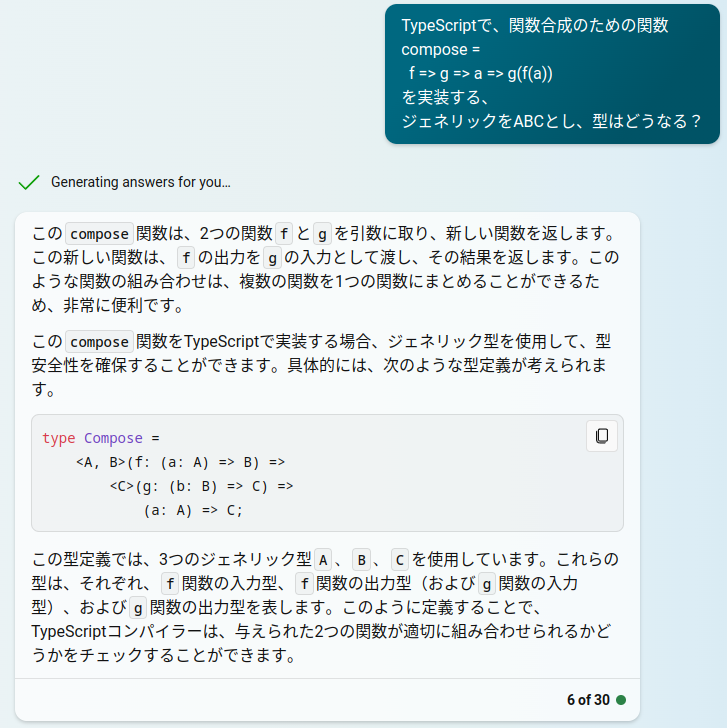 TypeScriptで、関数合成のための関数
compose =
f => g => a => g(f(a))
を実装する、
ジェネリックをABCとし、型はどうなる？
Generating answers for you…
この compose 関数は、2つの関数 f と g を引数に取り、新しい関数を返します。
この新しい関数は、 f の出力を g の入力として渡し、その結果を返します。この
ような関数の組み合わせは、複数の関数を1つの関数にまとめることができるた
め、非常に便利です。
この compose 関数をTypeScriptで実装する場合、ジェネリック型を使用して、型
安全性を確保することができます。具体的には、次のような型定義が考えられま
す。
type Compose =
<A, B>(f: (a: A) => B) =>
<C>(g: (b: B) => C) =>
(a: A) => C;
この型定義では、3つのジェネリック型 A 、 B 、 C を使用しています。これらの
型は、それぞれ、 f 関数の入力型、 f 関数の出力型（および g 関数の入力
型）、および g 関数の出力型を表します。このように定義することで、
TypeScriptコンパイラーは、与えられた2つの関数が適切に組み合わせられるかど
うかをチェックすることができます。
6 of 30